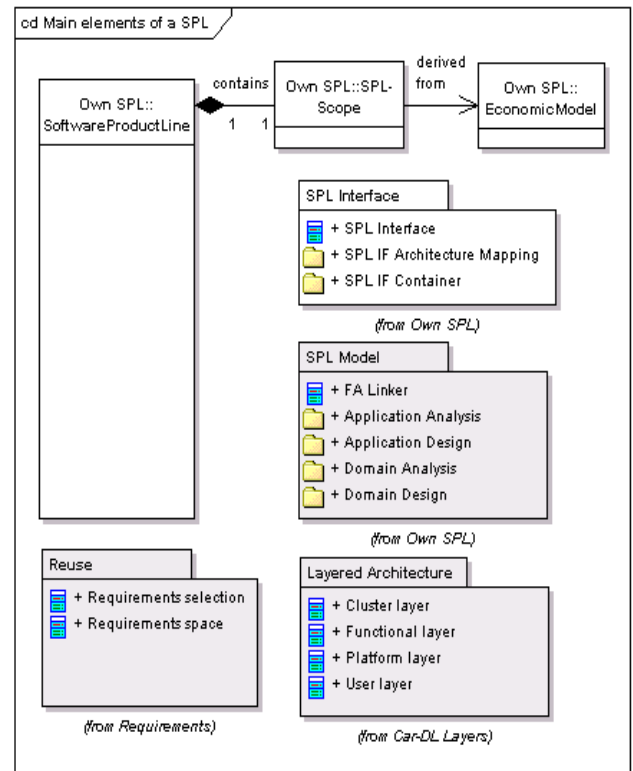 cd Main elements of a SPL
Own SPL::
SoftwareProductLine
contains
1 1
Own SPL::SPL-
Scope
derived
from
Own SPL::
EconomicModel
SPL Interface
+ SPL Interface
+ SPL IF Architecture Mapping
+ SPL IF Container
(from Own SPL)
SPL Model
+ FA Linker
+ Application Analysis
+ Application Design
+ Domain Analysis
+ Domain Design
(from Own SPL)
Reuse
+ Requirements selection
+ Requirements space
(from Requirements)
Layered Architecture
+ Cluster layer
+ Functional layer
+ Platform layer
+ User layer
(from Car-DL Layers)